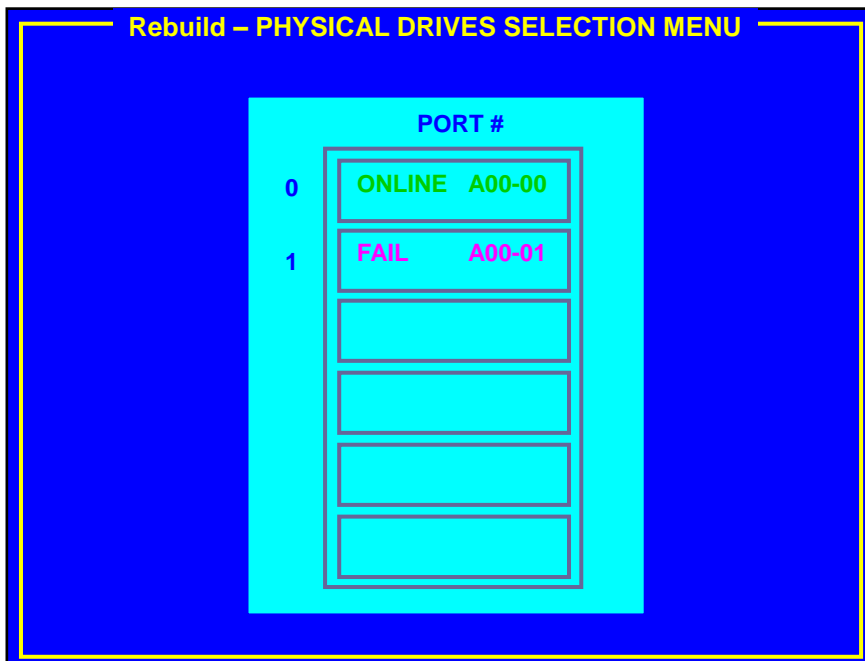 Rebuild – PHYSICAL DRIVES SELECTION MENU
PORT #
0 ONLINE A00-00
1 FAIL A00-01